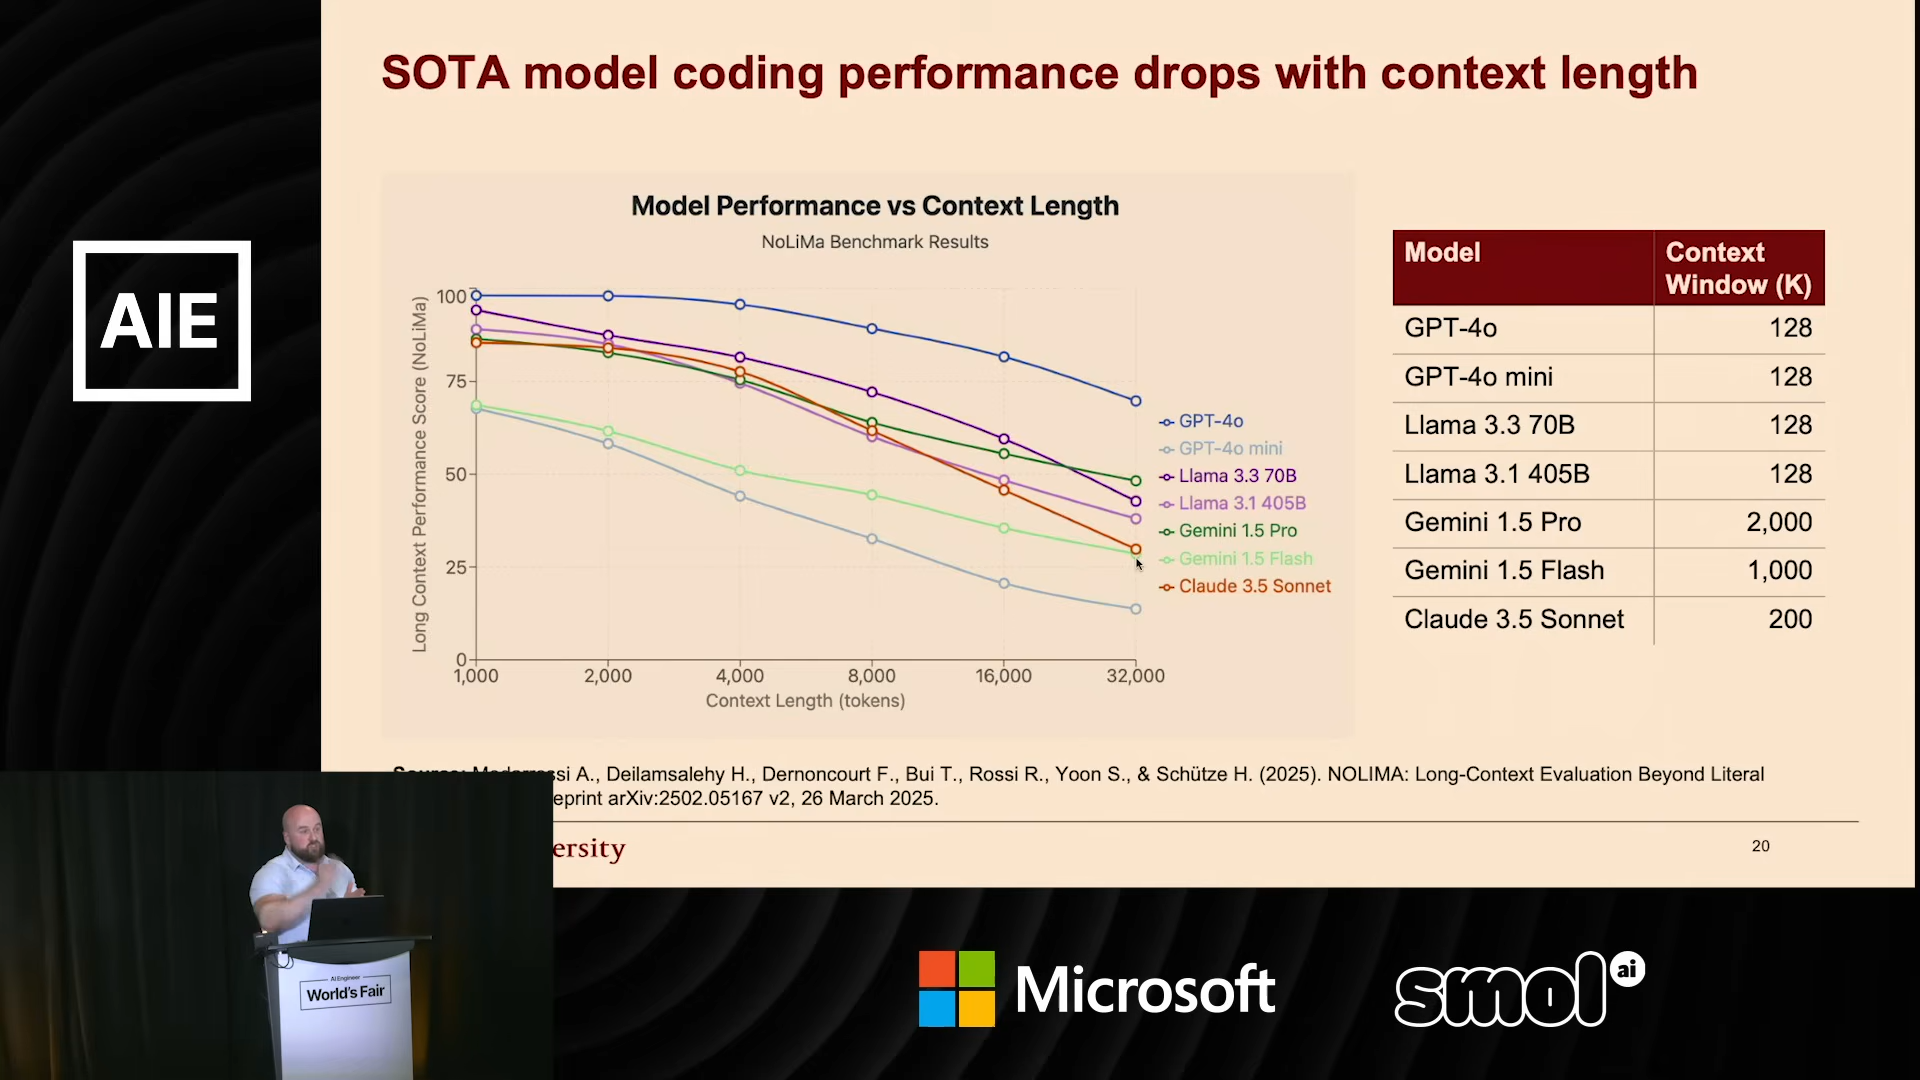 SOTA model coding performance drops with context length
AIE
Model Performance vs Context Length
NoLiMa Benchmark Results
Long Context Performance Score (NoLiMa)
100
75
50
25
0
1,000
2,000
4,000
8,000
16,000
32,000
Context Length (tokens)
GPT-4o
GPT-4o mini
Llama 3.3 70B
Llama 3.1 405B
Gemini 1.5 Pro
Gemini 1.5 Flash
Claude 3.5 Sonnet
Model Context Window (K)
GPT-4o 128
GPT-4o mini 128
Llama 3.3 70B 128
Llama 3.1 405B 128
Gemini 1.5 Pro 2,000
Gemini 1.5 Flash 1,000
Claude 3.5 Sonnet 200
A., Deilamsalehy H., Dernoncourt F., Bui T., Rossi R., Yoon S., & Schütze H. (2025). NOLIMA: Long-Context Evaluation Beyond Literal
arXiv:2502.05167 v2, 26 March 2025.
20
AI Engineer
World's Fair
Microsoft
smol ai